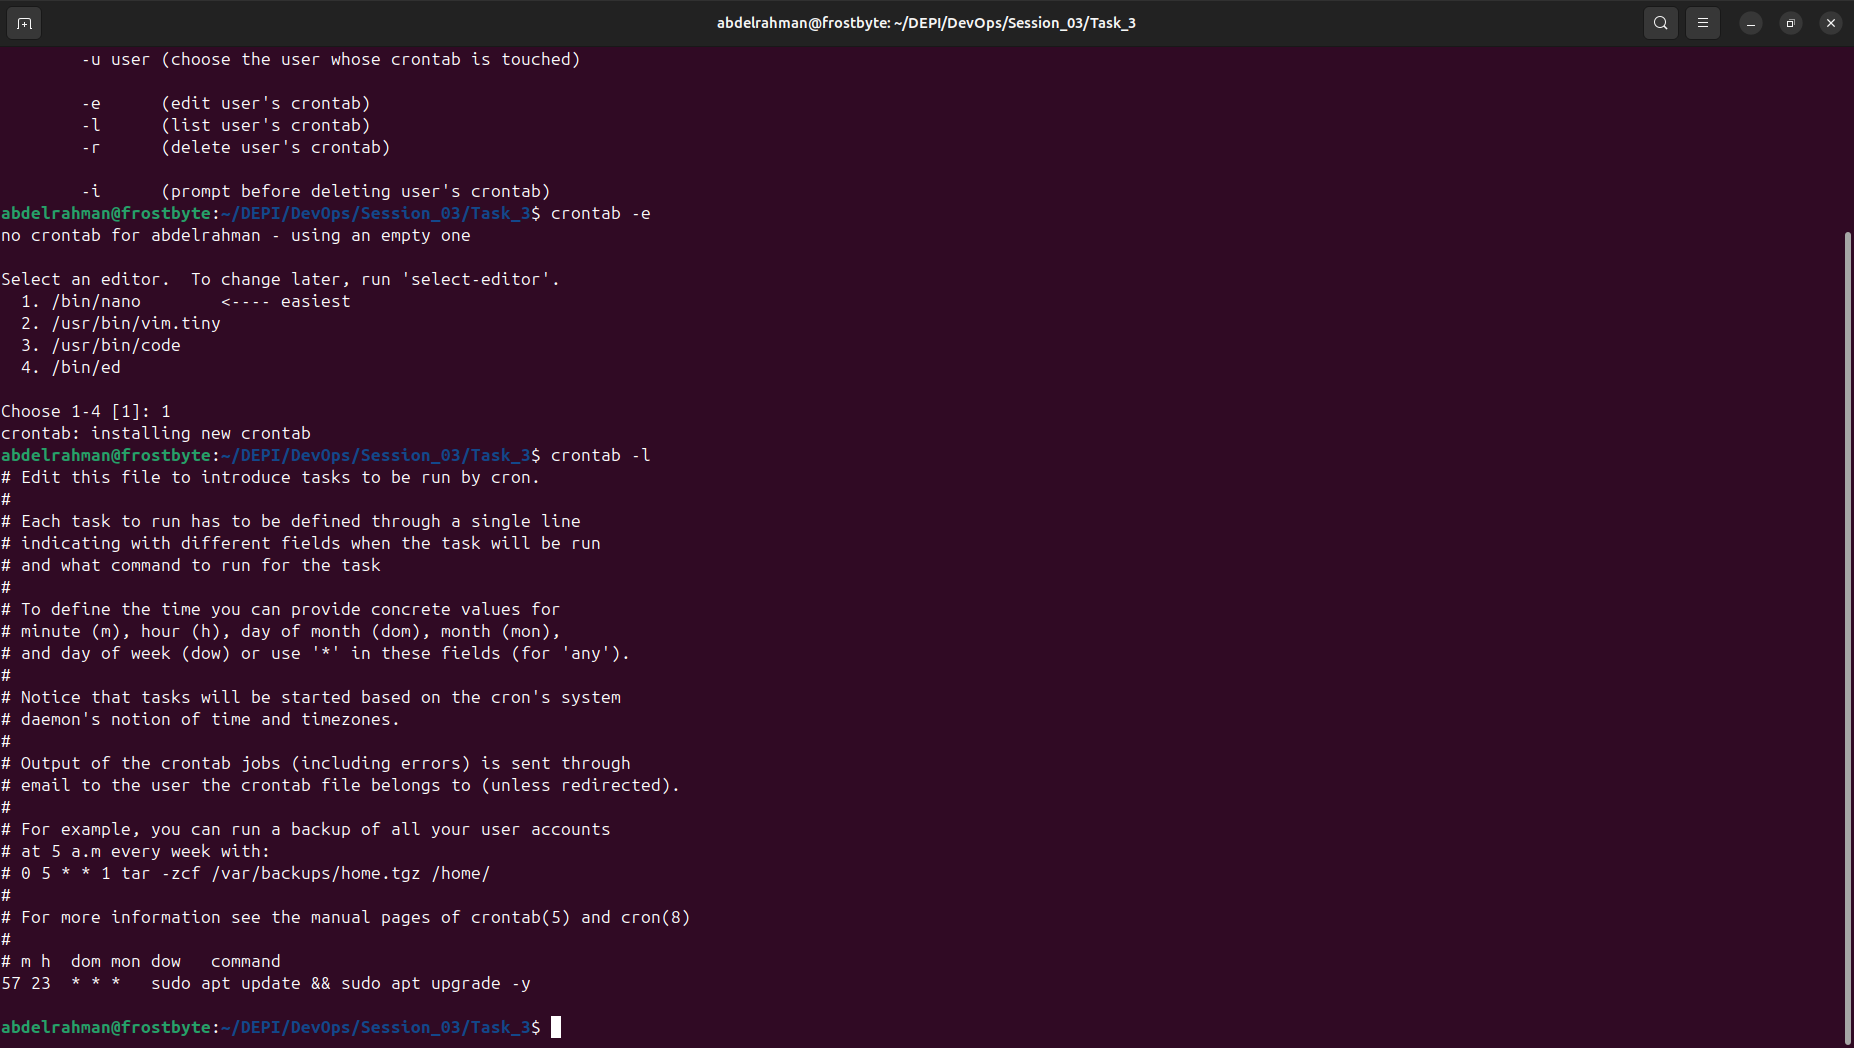 abdelrahman@frostbyte: ~/DEPI/DevOps/Session_03/Task_3
        -u user (choose the user whose crontab is touched)
        -e      (edit user's crontab)
        -l      (list user's crontab)
        -r      (delete user's crontab)
        -i      (prompt before deleting user's crontab)
abdelrahman@frostbyte:~/DEPI/DevOps/Session_03/Task_3$ crontab -e
no crontab for abdelrahman - using an empty one
Select an editor.  To change later, run 'select-editor'.
  1. /bin/nano        <---- easiest
  2. /usr/bin/vim.tiny
  3. /usr/bin/code
  4. /bin/ed
Choose 1-4 [1]: 1
crontab: installing new crontab
abdelrahman@frostbyte:~/DEPI/DevOps/Session_03/Task_3$ crontab -l
# Edit this file to introduce tasks to be run by cron.
#
# Each task to run has to be defined through a single line
# indicating with different fields when the task will be run
# and what command to run for the task
#
# To define the time you can provide concrete values for
# minute (m), hour (h), day of month (dom), month (mon),
# and day of week (dow) or use '*' in these fields (for 'any').
#
# Notice that tasks will be started based on the cron's system
# daemon's notion of time and timezones.
#
# Output of the crontab jobs (including errors) is sent through
# email to the user the crontab file belongs to (unless redirected).
#
# For example, you can run a backup of all your user accounts
# at 5 a.m every week with:
# 0 5 * * 1 tar -zcf /var/backups/home.tgz /home/
#
# For more information see the manual pages of crontab(5) and cron(8)
#
# m h  dom mon dow   command
57 23  * * *   sudo apt update && sudo apt upgrade -y
abdelrahman@frostbyte:~/DEPI/DevOps/Session_03/Task_3$